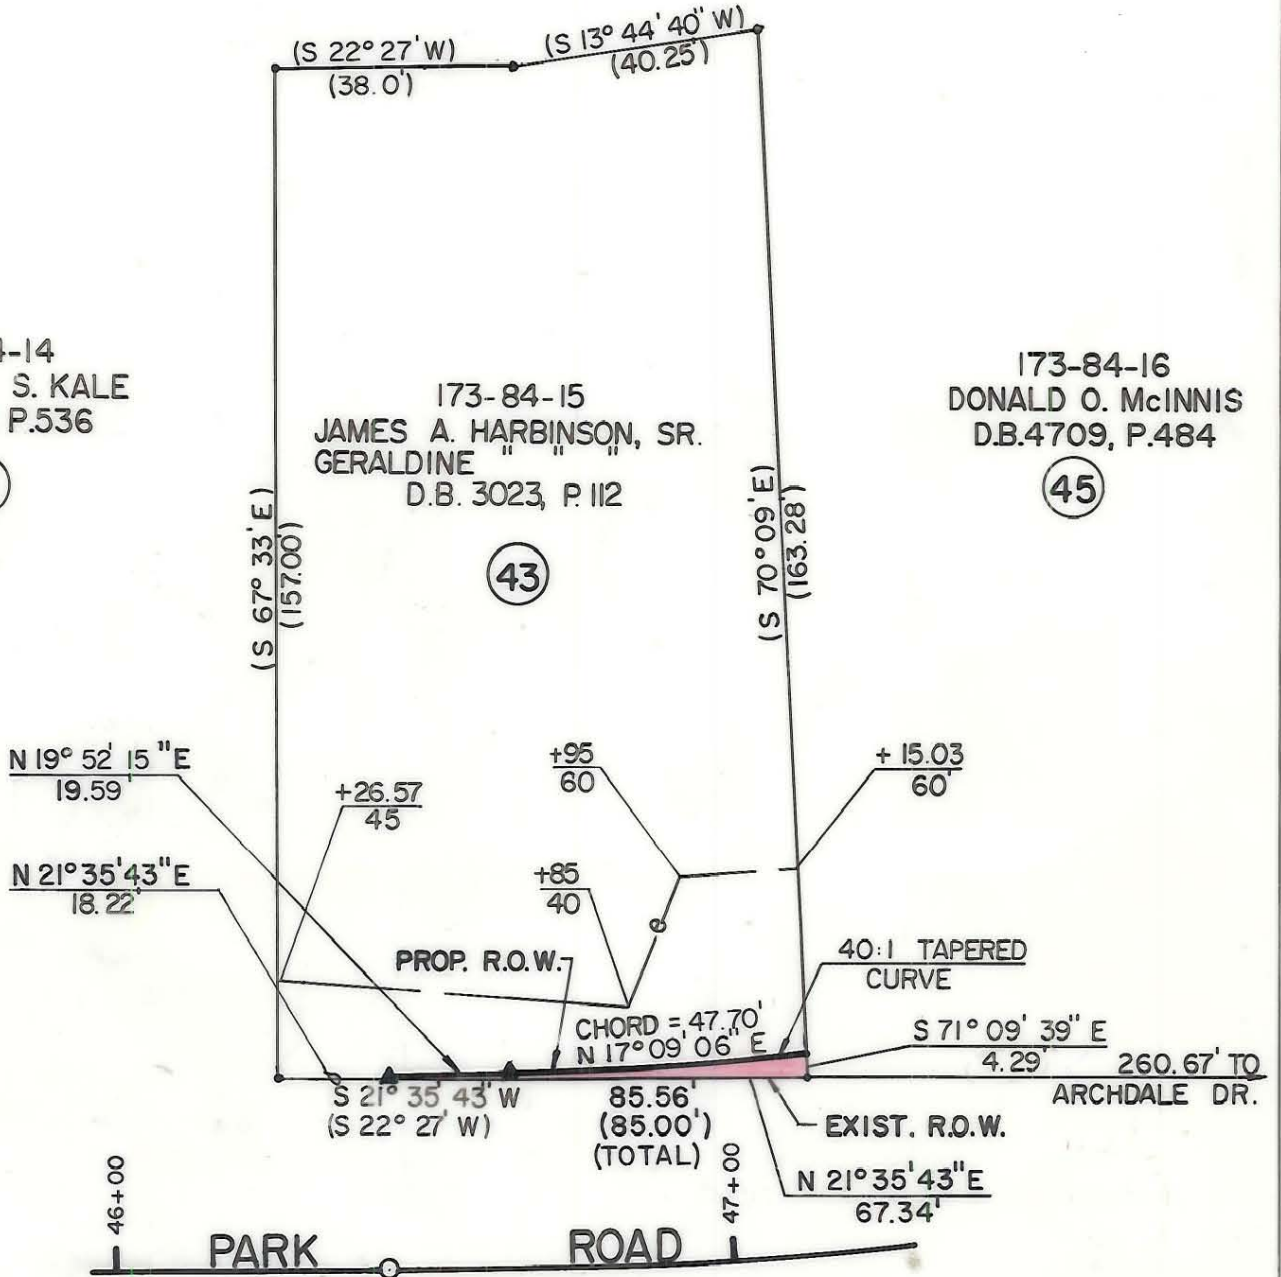 (S 22° 27' W)
(38.0')
(S 13° 44' 40" W)
(40.25')
4-14
S. KALE
P.536
173-84-15
JAMES A. HARBINSON, SR.
GERALDINE " " "
D.B. 3023, P. 112
43
173-84-16
DONALD O. McINNIS
D.B.4709, P.484
45
(S 67° 33' E)
(157.00')
(S 70° 09' E)
(163.28')
N 19° 52' 15" E
19.59'
+26.57
45
+95
60
+15.03
60'
N 21° 35' 43" E
18.22'
+85
40
e
PROP. R.O.W.
40:1 TAPERED
CURVE
CHORD = 47.70'
N 17° 09' 06" E
S 71° 09' 39" E
4.29'
260.67' TO
ARCHDALE DR.
S 21° 35' 43" W
(S 22° 27' W)
85.56'
(85.00')
(TOTAL)
EXIST. R.O.W.
N 21° 35' 43" E
67.34'
46+00
47+00
PARK ROAD